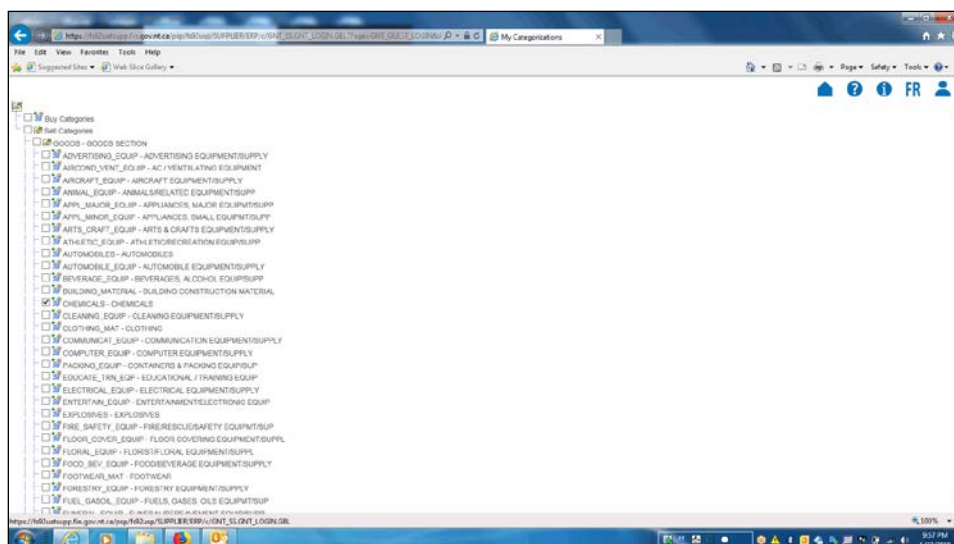 My Categorizations
File Edit View Favorites Tools Help
Suggested Sites Web Slice Gallery
Page Safety Tools
FR
Buy Categories
Sell Categories
GOODS - GOODS SECTION
ADVERTISING_EQUIP - ADVERTISING EQUIPMENT/SUPPLY
AIRCOND_VENT_EQUIP - AC / VENTILATING EQUIPMENT
AIRCRAFT_EQUIP - AIRCRAFT EQUIPMENT/SUPPLY
ANIMAL_EQUIP - ANIMALS/RELATED EQUIPMENT/SUPP
APPL_MAJOR_EQUIP - APPLIANCES, MAJOR EQUIPMT/SUPP
APPL_MINOR_EQUIP - APPLIANCES, SMALL EQUIPMT/SUPP
ARTS_CRAFT_EQUIP - ARTS & CRAFTS EQUIPMENT/SUPPLY
ATHLETIC_EQUIP - ATHLETIC/RECREATION EQUIP/SUPP
AUTOMOBILES - AUTOMOBILES
AUTOMOBILE_EQUIP - AUTOMOBILE EQUIPMENT/SUPPLY
BEVERAGE_EQUIP - BEVERAGES, ALCOHOL EQUIP/SUPP
BUILDING_MATERIAL - BUILDING CONSTRUCTION MATERIAL
CHEMICALS - CHEMICALS
CLEANING_EQUIP - CLEANING EQUIPMENT/SUPPLY
CLOTHING_MAT - CLOTHING
COMMUNICAT_EQUIP - COMMUNICATION EQUIPMENT/SUPPLY
COMPUTER_EQUIP - COMPUTER EQUIPMENT/SUPPLY
PACKING_EQUIP - CONTAINERS & PACKING EQUIP/SUP
EDUCATE_TRN_EQP - EDUCATIONAL / TRAINING EQUIP
ELECTRICAL_EQUIP - ELECTRICAL EQUIPMENT/SUPPLY
ENTERTAIN_EQUIP - ENTERTAINMENT/ELECTRONIC EQUIP
EXPLOSIVES - EXPLOSIVES
FIRE_SAFETY_EQUIP - FIRE/RESCUE/SAFETY EQUIPMT/SUP
FLOOR_COVER_EQUIP - FLOOR COVERING EQUIPMENT/SUPPL
FLORAL_EQUIP - FLORIST/FLORAL EQUIPMENT/SUPPL
FOOD_BEV_EQUIP - FOOD/BEVERAGE EQUIPMENT/SUPPLY
FOOTWEAR_MAT - FOOTWEAR
FORESTRY_EQUIP - FORESTRY EQUIPMENT/SUPPLY
FUEL_GASOIL_EQUIP - FUELS, GASES, OILS EQUIPMT/SUP
100%
9:57 PM